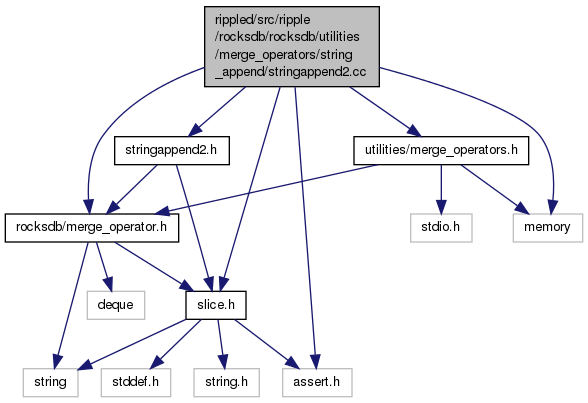 rippled/src/ripple
/rocksdb/rocksdb/utilities
/merge_operators/string
_append/stringappend2.cc
stringappend2.h
utilities/merge_operators.h
rocksdb/merge_operator.h
stdio.h
memory
deque
slice.h
string
stddef.h
string.h
assert.h